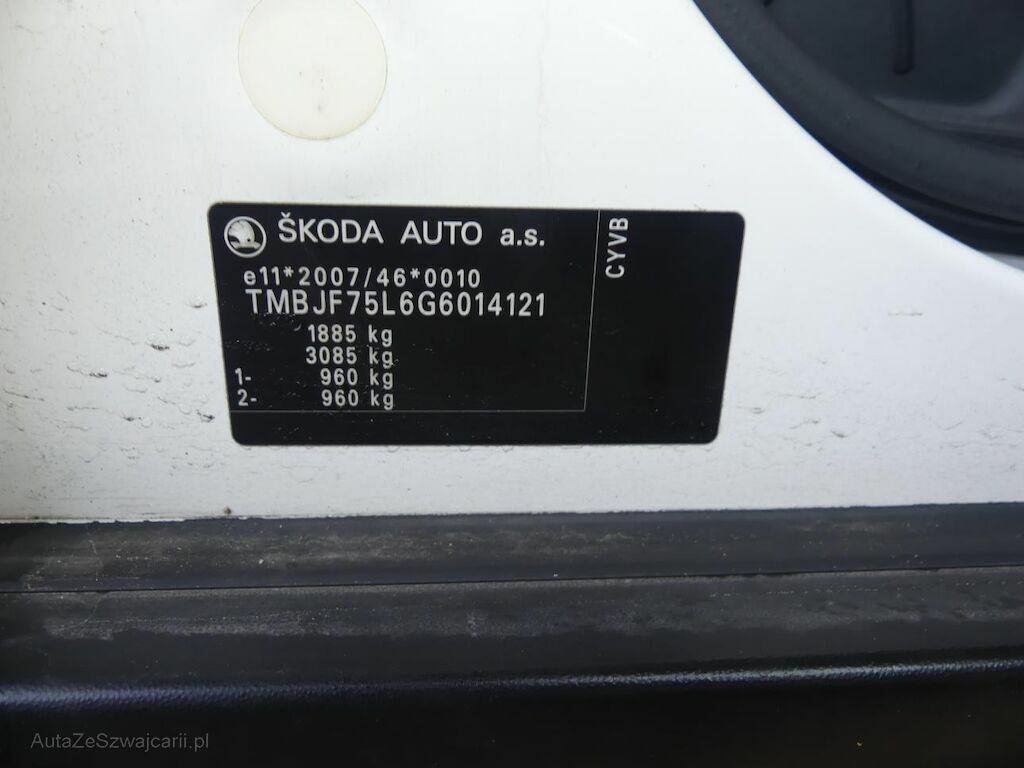 ŠKODA AUTO a.s.
e11*2007/46*0010
TMBJF75L6G6014121
1885 kg
3085 kg
1- 960 kg
2- 960 kg
CYVB
AutaZeSzwajcarii.pl